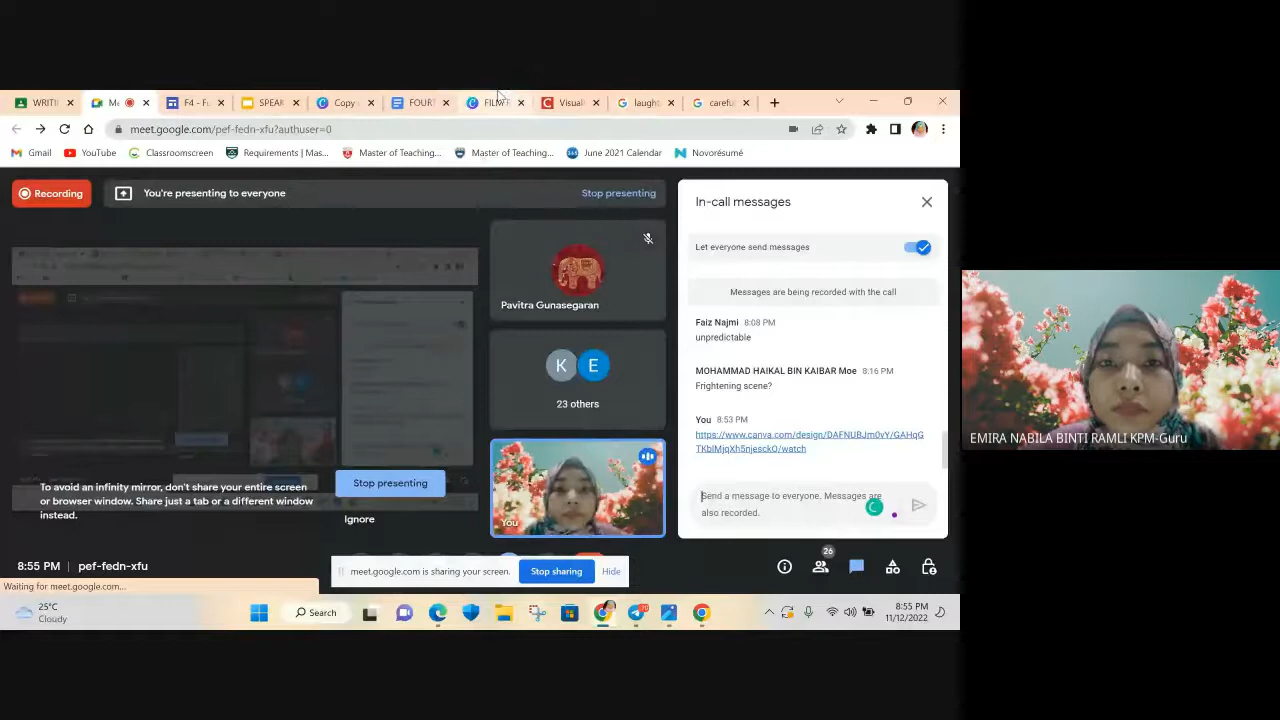 WRITI
Me
F4 - Fu
SPEAR
Copy
FOURT
FILM R
Visuali
laught
careful
meet.google.com/pef-fedn-xfu?authuser=0
Gmail
YouTube
Classroomscreen
Requirements | Mas...
Master of Teaching...
Master of Teaching...
June 2021 Calendar
Novorésumé
Recording
You're presenting to everyone
Stop presenting
In-call messages
Let everyone send messages
Messages are being recorded with the call
Pavitra Gunasegaran
Faiz Najmi 8:08 PM
unpredictable
K E
23 others
MOHAMMAD HAIKAL BIN KAIBAR Moe 8:16 PM
Frightening scene?
You 8:53 PM
https://www.canva.com/design/DAFNUBJm0vY/GAHqG
TKblMjqXh5njesckQ/watch
To avoid an infinity mirror, don't share your entire screen
or browser window. Share just a tab or a different window
instead.
Stop presenting
Ignore
You
Send a message to everyone. Messages are
also recorded.
EMIRA NABILA BINTI RAMLI KPM-Guru
8:55 PM | pef-fedn-xfu
26
meet.google.com is sharing your screen.
Stop sharing
Hide
Waiting for meet.google.com...
25°C
Cloudy
Search
8:55 PM
11/12/2022